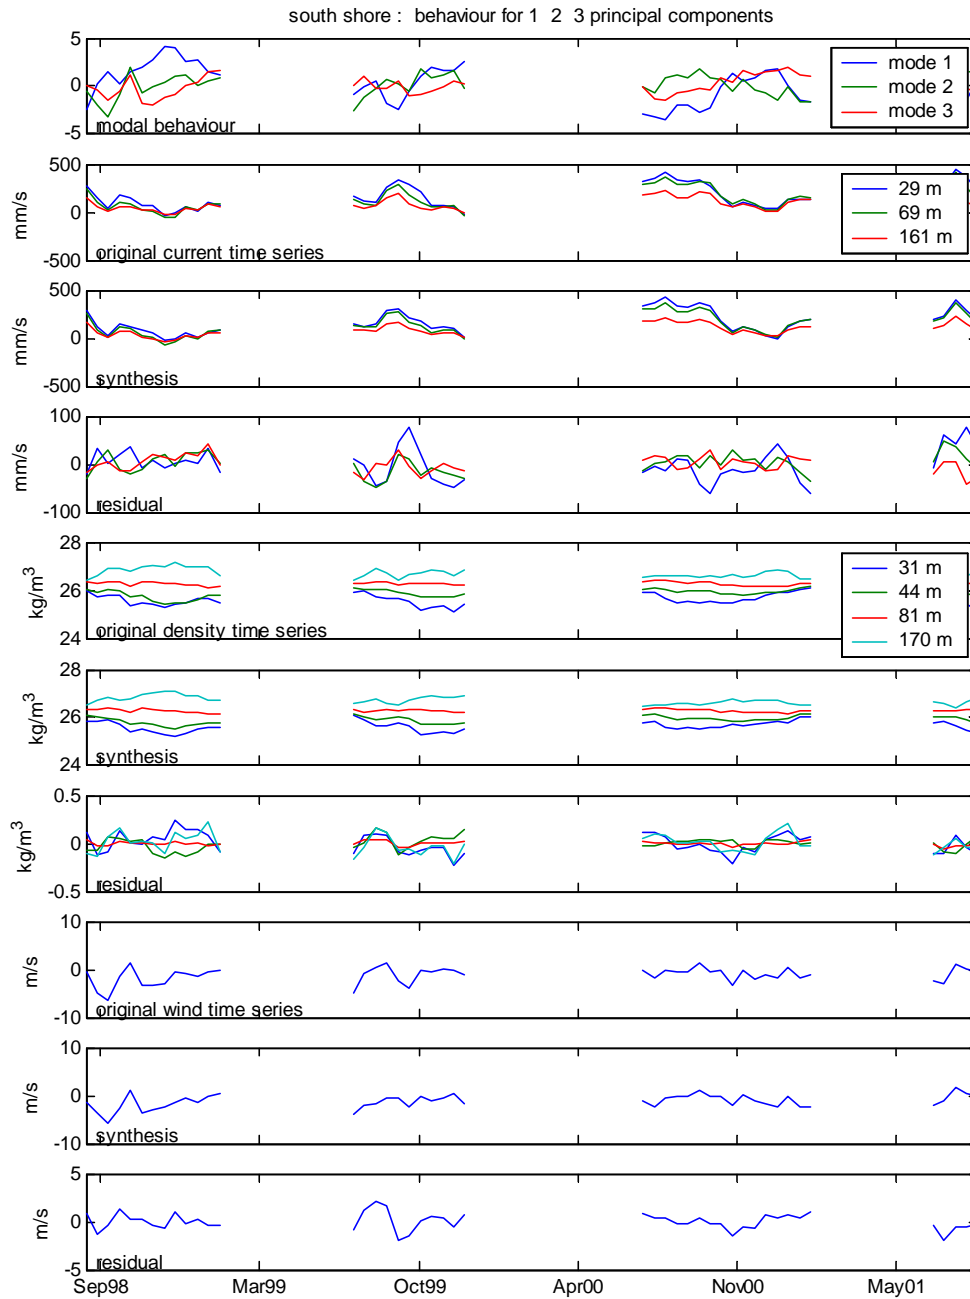 south shore :  behaviour for 1  2  3 principal components
5
0
-5
modal behaviour
mode 1
mode 2
mode 3
500
0
-500
mm/s
original current time series
29 m
69 m
161 m
500
0
-500
mm/s
synthesis
100
0
-100
mm/s
residual
28
26
24
kg/m³
original density time series
31 m
44 m
81 m
170 m
28
26
24
kg/m³
synthesis
0.5
0
-0.5
kg/m³
residual
10
0
-10
m/s
original wind time series
10
0
-10
m/s
synthesis
5
0
-5
m/s
residual
Sep98 Mar99 Oct99 Apr00 Nov00 May01